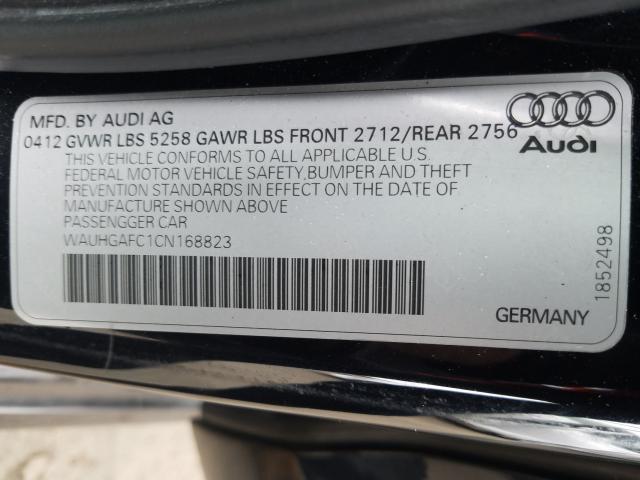 MFD. BY AUDI AG
0412 GVWR LBS 5258 GAWR LBS FRONT 2712/REAR 2756
THIS VEHICLE CONFORMS TO ALL APPLICABLE U.S.
FEDERAL MOTOR VEHICLE SAFETY,BUMPER AND THEFT
PREVENTION STANDARDS IN EFFECT ON THE DATE OF
MANUFACTURE SHOWN ABOVE
PASSENGGER CAR
WAUHGAFC1CN168823
Audi
1852498
GERMANY